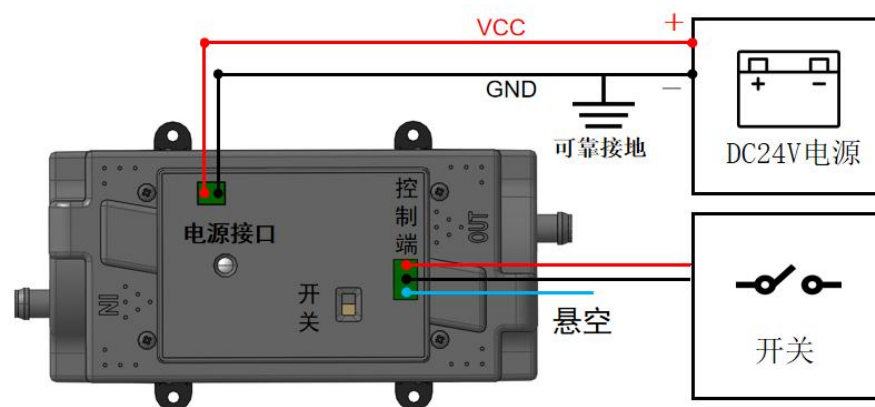 VCC
+
GND
—
可靠接地
+ -
DC24V电源
电源接口
控制端
OUT
IN
开关
悬空
开关